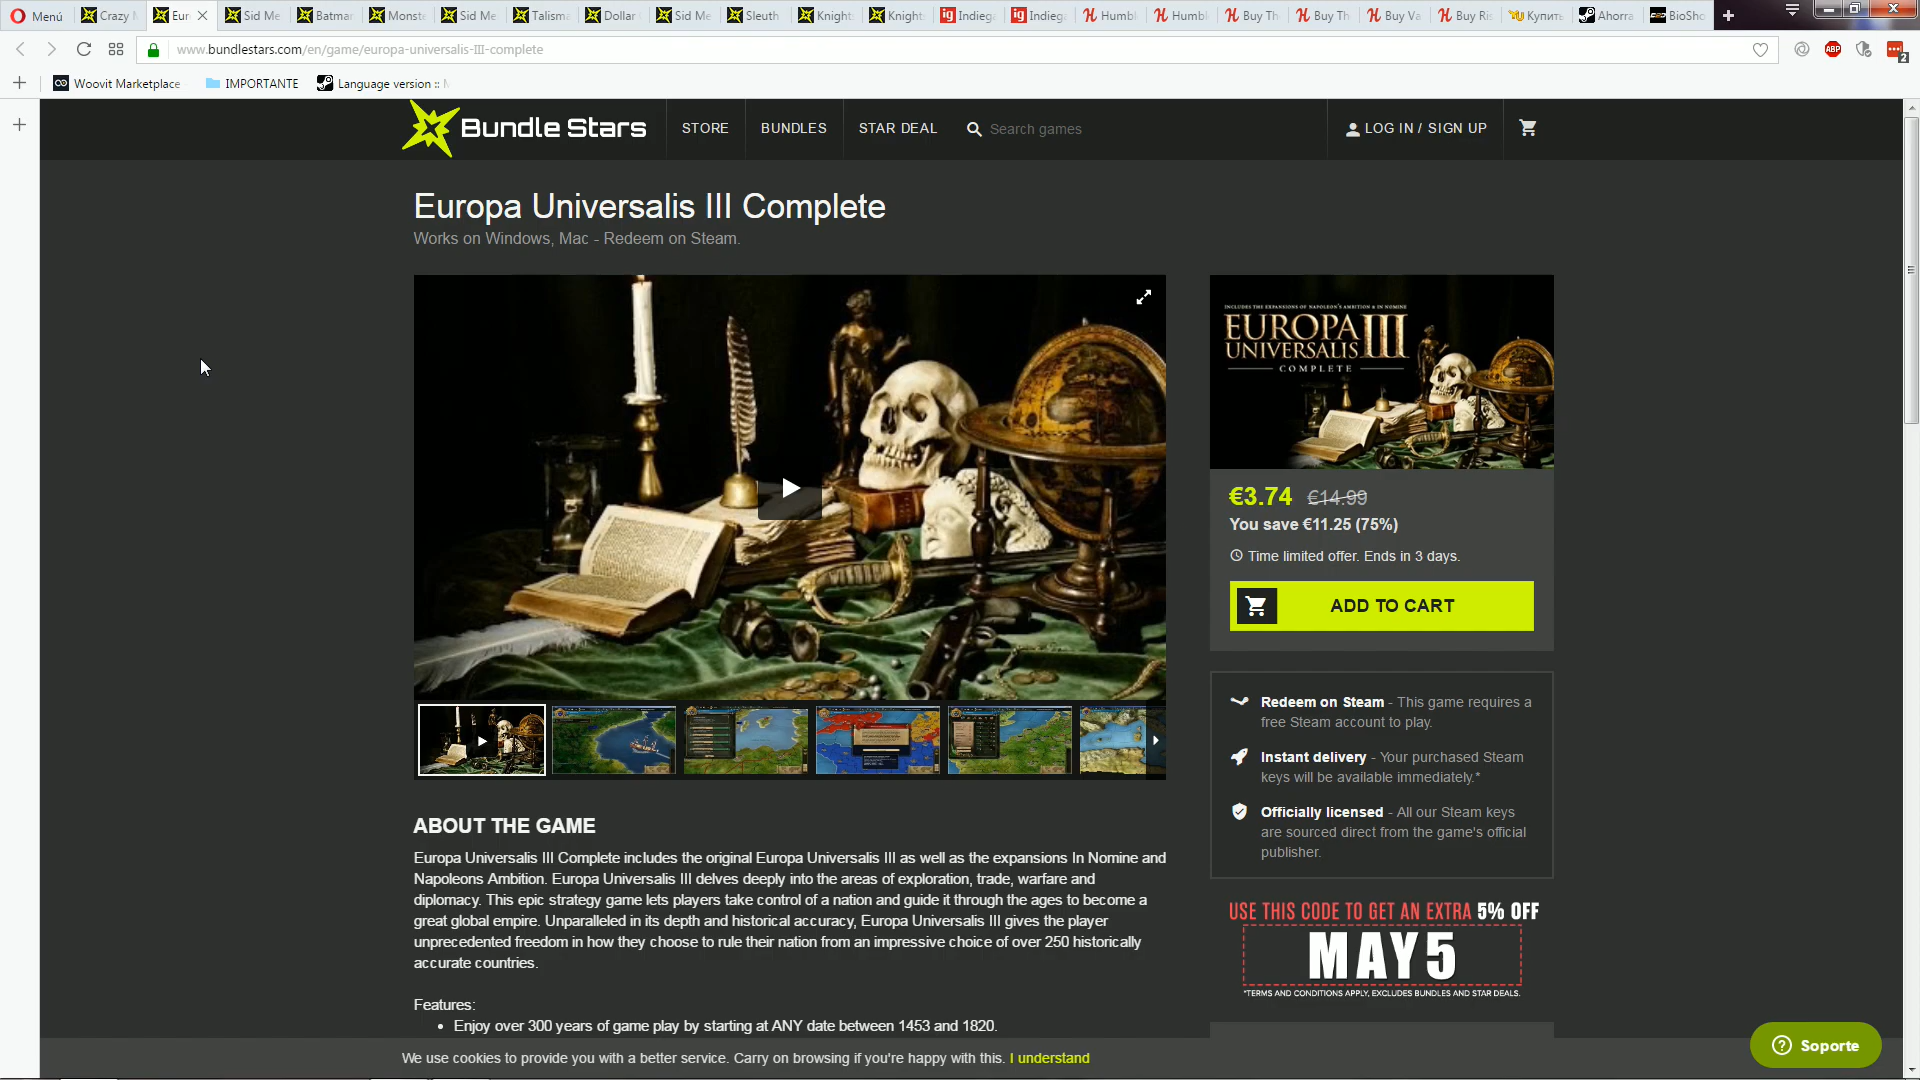 Menú
Crazy
Eur
Sid Me
Batmar
Monste
Sid Me
Talisma
Dollar
Sid Me
Sleuth
Knight
Knight
Indieg
Indieg
Humbl
Humbl
Buy Th
Buy Th
Buy Va
Buy Ris
Купить
Ahorra
BioSho
www.bundlestars.com/en/game/europa-universalis-III-complete
ABP
2
Woovit Marketplace
IMPORTANTE
Language version ::
Bundle Stars
STORE
BUNDLES
STAR DEAL
Search games
LOG IN / SIGN UP
Europa Universalis III Complete
Works on Windows, Mac - Redeem on Steam.
INCLUDES THE EXPANSIONS OF NAPOLEON'S AMBITION & IN NOMINE
EUROPA
UNIVERSALIS III
COMPLETE
€3.74 €14.99
You save €11.25 (75%)
Time limited offer. Ends in 3 days.
ADD TO CART
Redeem on Steam - This game requires a
free Steam account to play.
Instant delivery - Your purchased Steam
keys will be available immediately.*
Officially licensed - All our Steam keys
are sourced direct from the game's official
publisher.
USE THIS CODE TO GET AN EXTRA 5% OFF
MAY5
*TERMS AND CONDITIONS APPLY, EXCLUDES BUNDLES AND STAR DEALS.
ABOUT THE GAME
Europa Universalis III Complete includes the original Europa Universalis III as well as the expansions In Nomine and
Napoleons Ambition. Europa Universalis III delves deeply into the areas of exploration, trade, warfare and
diplomacy. This epic strategy game lets players take control of a nation and guide it through the ages to become a
great global empire. Unparalleled in its depth and historical accuracy, Europa Universalis III gives the player
unprecedented freedom in how they choose to rule their nation from an impressive choice of over 250 historically
accurate countries.
Features:
• Enjoy over 300 years of game play by starting at ANY date between 1453 and 1820.
We use cookies to provide you with a better service. Carry on browsing if you're happy with this. I understand
Soporte